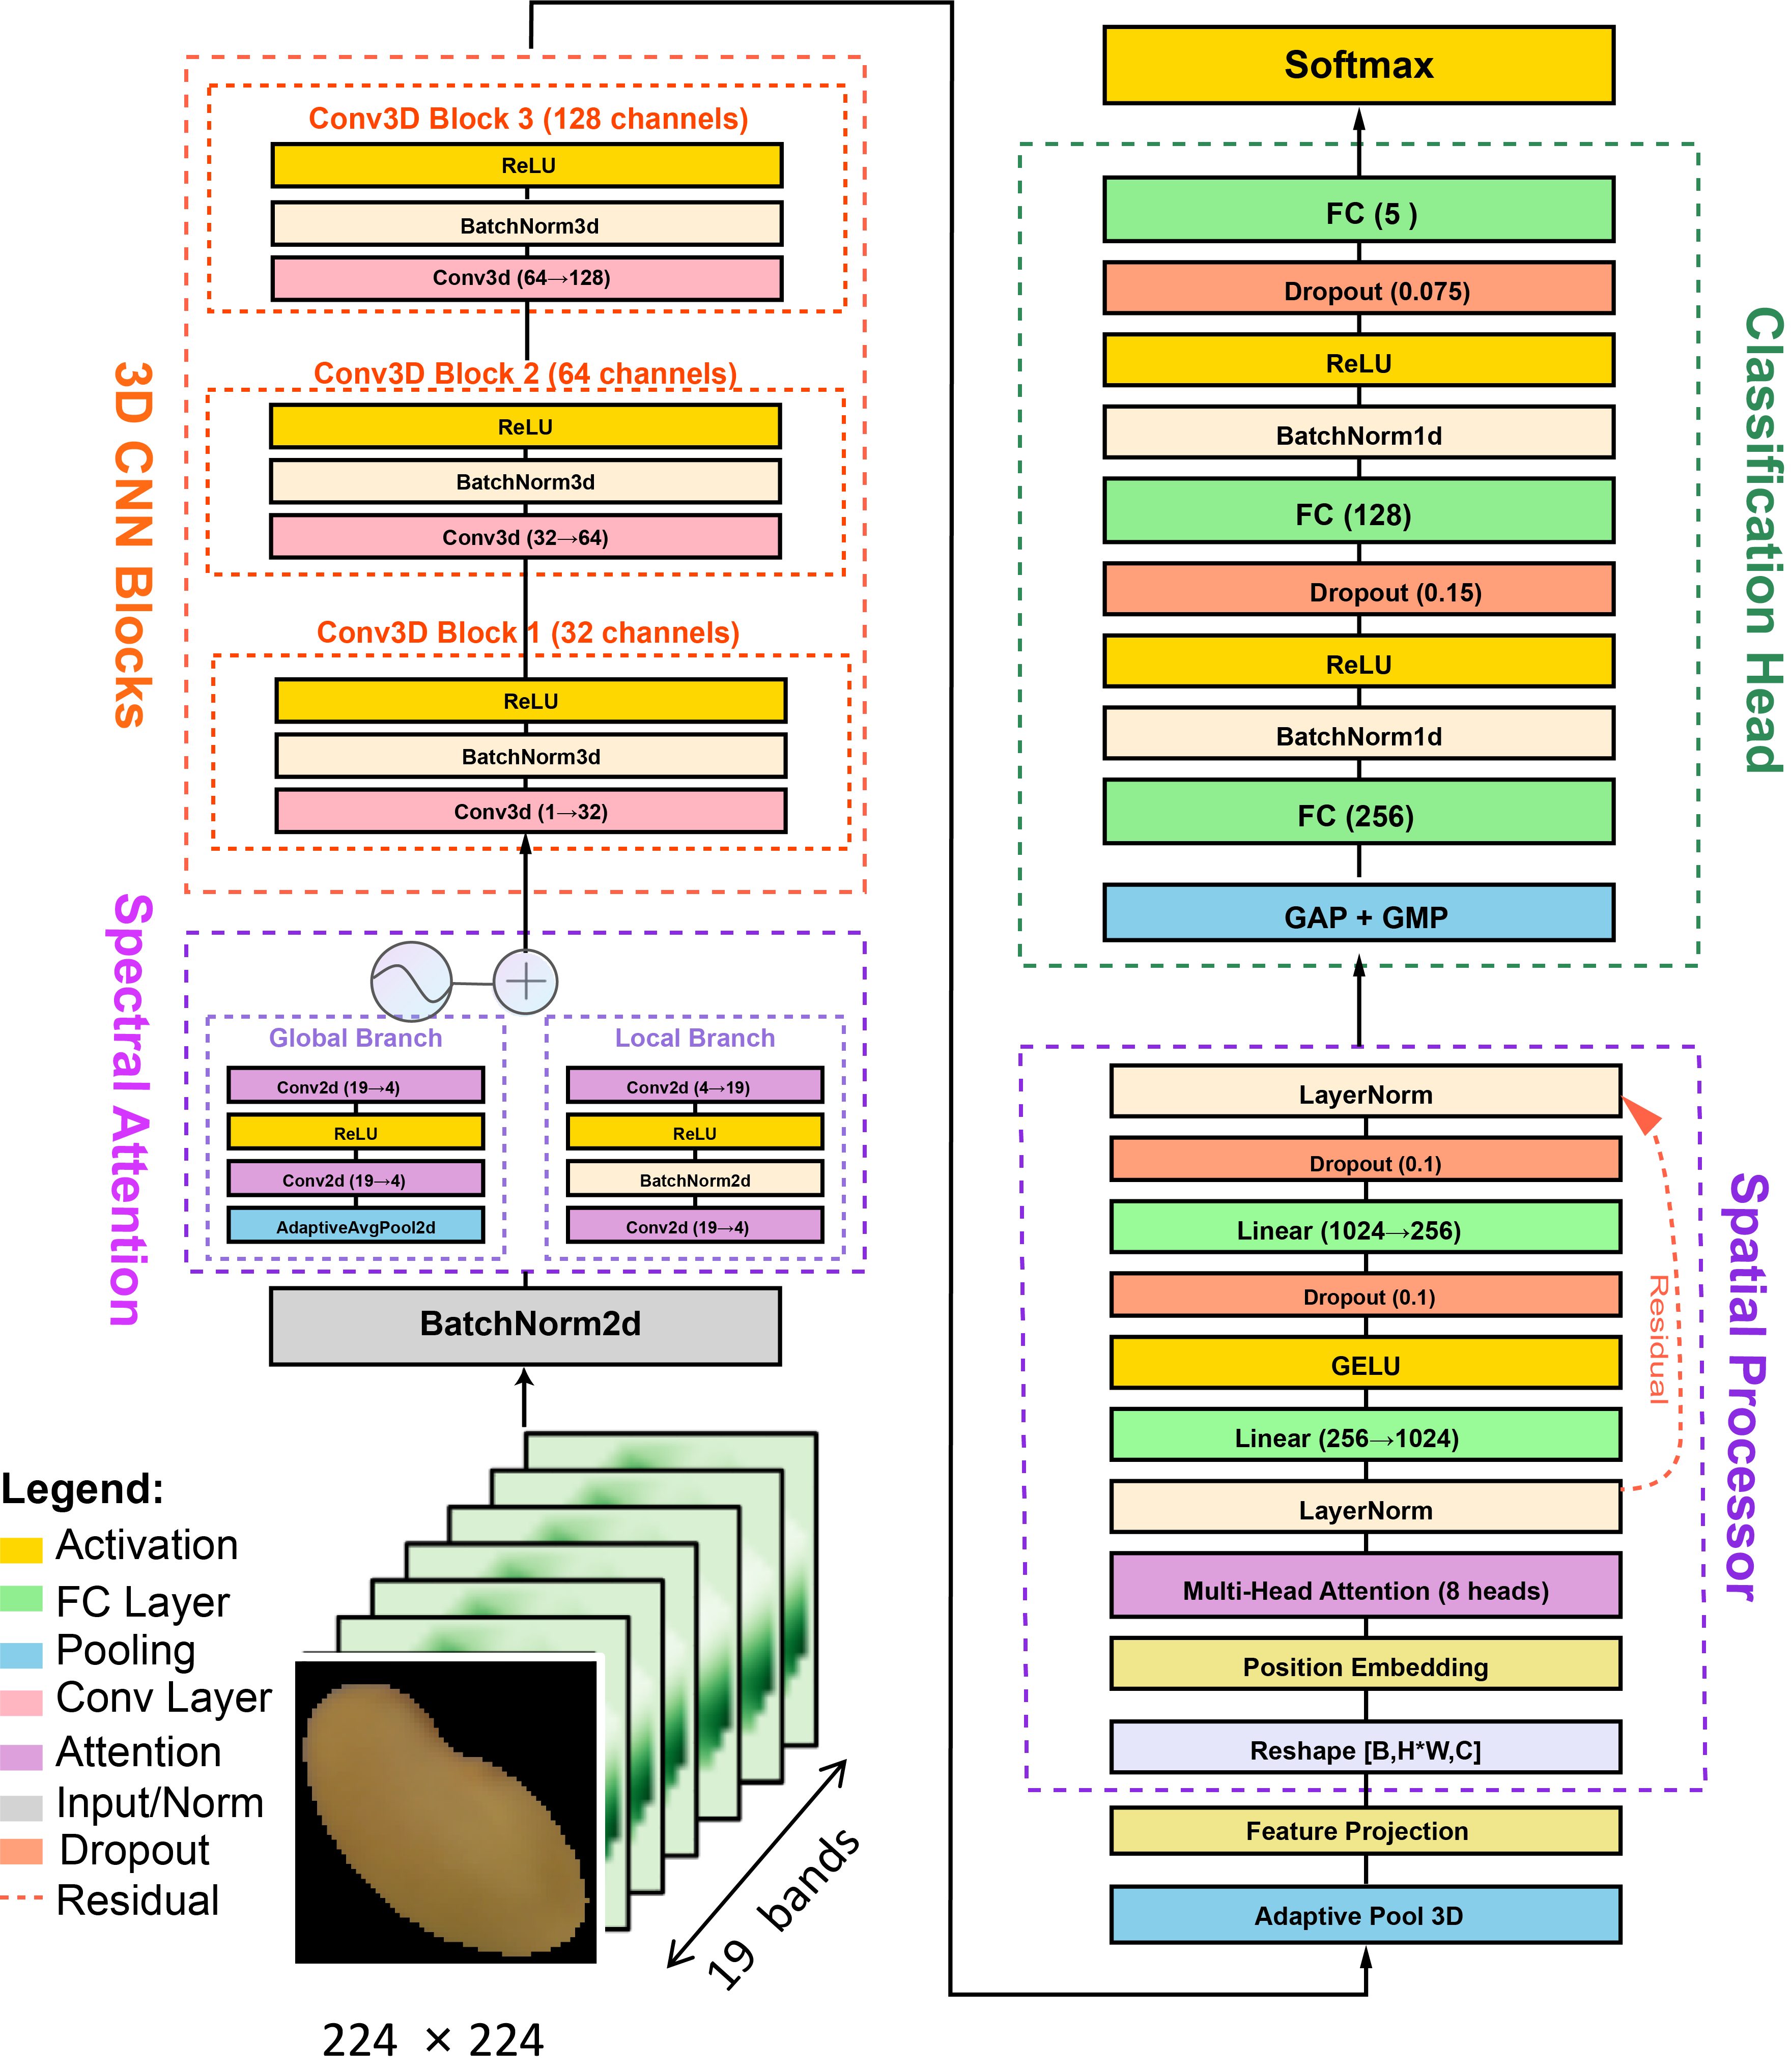 Conv3D Block 3 (128 channels)
ReLU
BatchNorm3d
Conv3d (64→128)
Conv3D Block 2 (64 channels)
ReLU
BatchNorm3d
Conv3d (32→64)
Conv3D Block 1 (32 channels)
ReLU
BatchNorm3d
Conv3d (1→32)
3D CNN Blocks
Spectral Attention
Global Branch
Conv2d (19→4)
ReLU
Conv2d (19→4)
AdaptiveAvgPool2d
Local Branch
Conv2d (4→19)
ReLU
BatchNorm2d
Conv2d (19→4)
BatchNorm2d
Legend:
Activation
FC Layer
Pooling
Conv Layer
Attention
Input/Norm
Dropout
Residual
19 bands
224 × 224
Softmax
FC (5 )
Dropout (0.075)
ReLU
BatchNorm1d
FC (128)
Dropout (0.15)
ReLU
BatchNorm1d
FC (256)
GAP + GMP
Classification Head
LayerNorm
Dropout (0.1)
Linear (1024→256)
Dropout (0.1)
GELU
Linear (256→1024)
LayerNorm
Multi-Head Attention (8 heads)
Position Embedding
Reshape [B,H*W,C]
Residual
Spatial Processor
Feature Projection
Adaptive Pool 3D